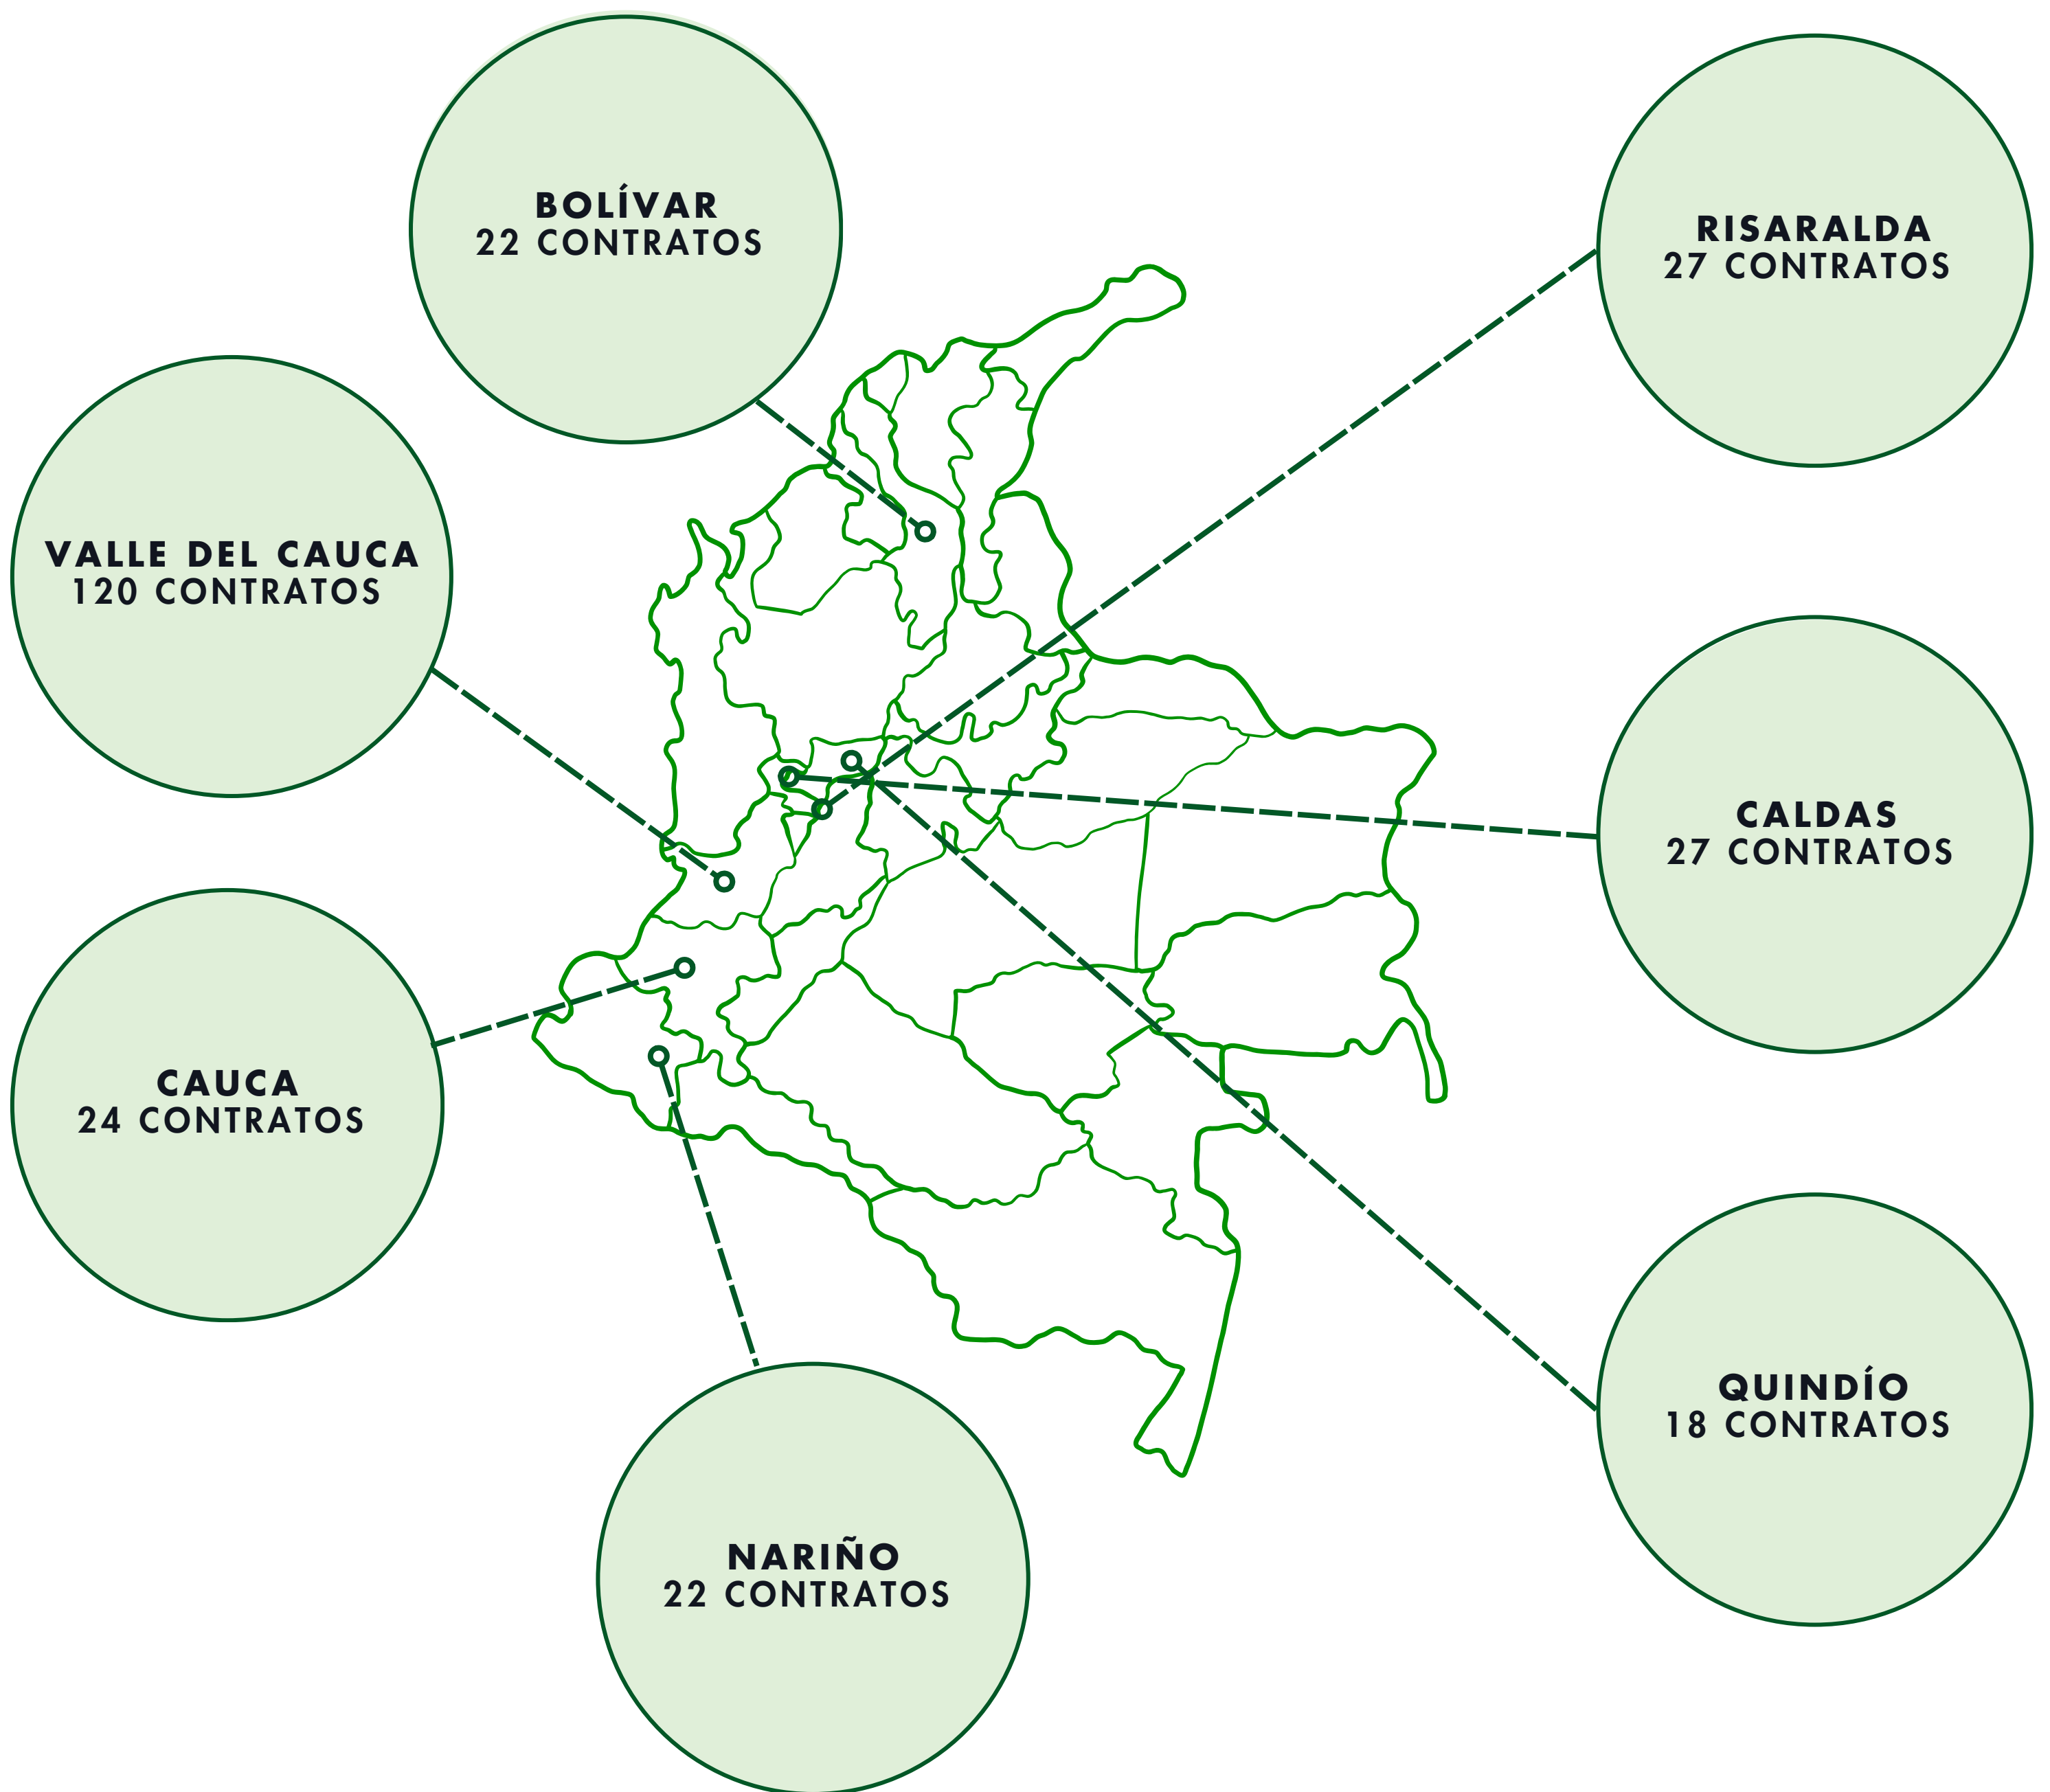 BOLÍVAR
22 CONTRATOS
RISARALDA
27 CONTRATOS
VALLE DEL CAUCA
120 CONTRATOS
CALDAS
27 CONTRATOS
CAUCA
24 CONTRATOS
QUINDÍO
18 CONTRATOS
NARIÑO
22 CONTRATOS